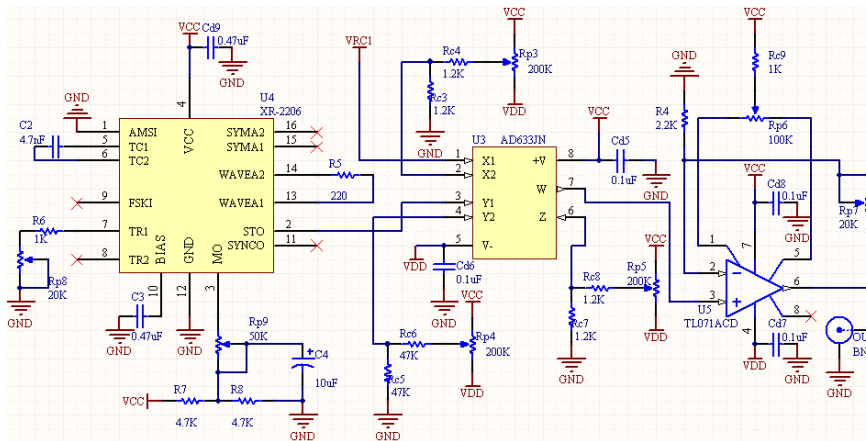 VCC
Cd9
0.47uF
GND
GND
U4
XR-2206
4
VCC
1
AMSI
SYMA2
16
C2
4.7nF
5
TC1
SYMA1
15
6
TC2
WAVEA2
14
R5
220
9
FSKI
WAVEA1
13
R6
1K
7
TR1
STO
2
SYNCO
11
8
TR2
BIAS
GND
MO
10
12
3
Rp8
20K
GND
C3
0.47uF
GND
GND
Rp9
50K
C4
10uF
+
VCC
R7
4.7K
R8
4.7K
GND
VRC1
VCC
Rc4
1.2K
Rp3
200K
VDD
Rc3
1.2K
GND
U3
AD633JN
1
X1
+V
8
2
X2
W
7
3
Y1
4
Y2
Z
6
5
V-
VCC
Cd5
0.1uF
GND
VDD
Cd6
0.1uF
GND
Rc6
47K
VCC
Rp4
200K
VDD
Rc5
47K
GND
Rc8
1.2K
VCC
Rp5
200K
VDD
Rc7
1.2K
GND
GND
R4
2.2K
VCC
Rc9
1K
Rp6
100K
VCC
Cd8
0.1uF
GND
Rp7
20K
1
7
5
2
3
6
8
4
U5
TL071ACD
Cd7
0.1uF
VDD
GND
OU
BN
GND